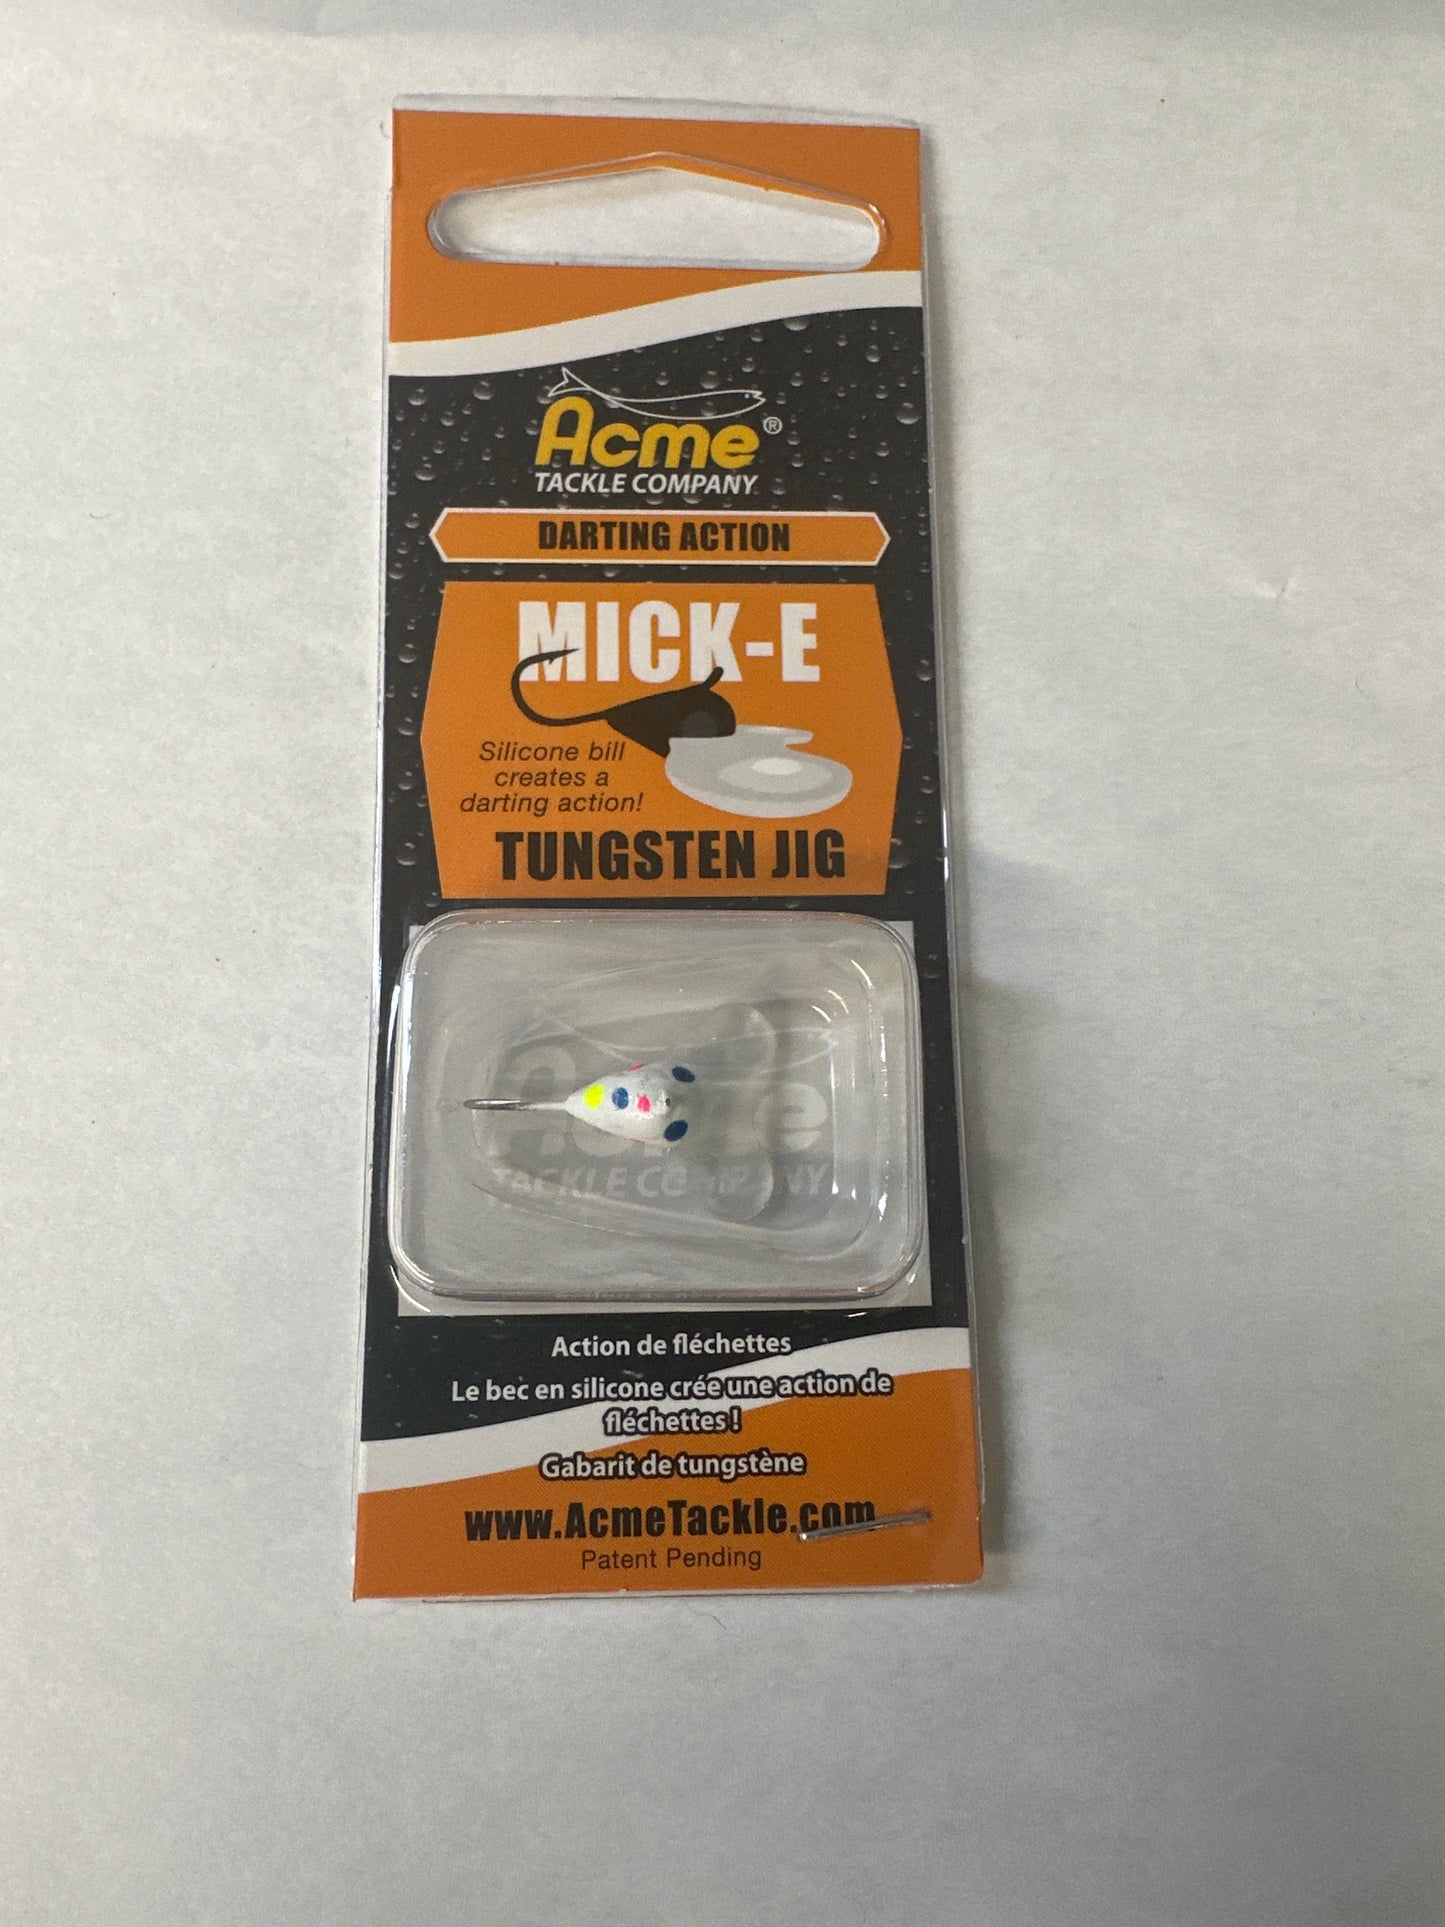 Acme®
TACKLE COMPANY
DARTING ACTION
MICK-E
Silicone bill
creates a
darting action!
TUNGSTEN JIG
Acme
TACKLE COMPANY
Action de fléchettes
Le bec en silicone crée une action de
fléchettes !
Gabarit de tungstène
www.AcmeTackle.com
Patent Pending